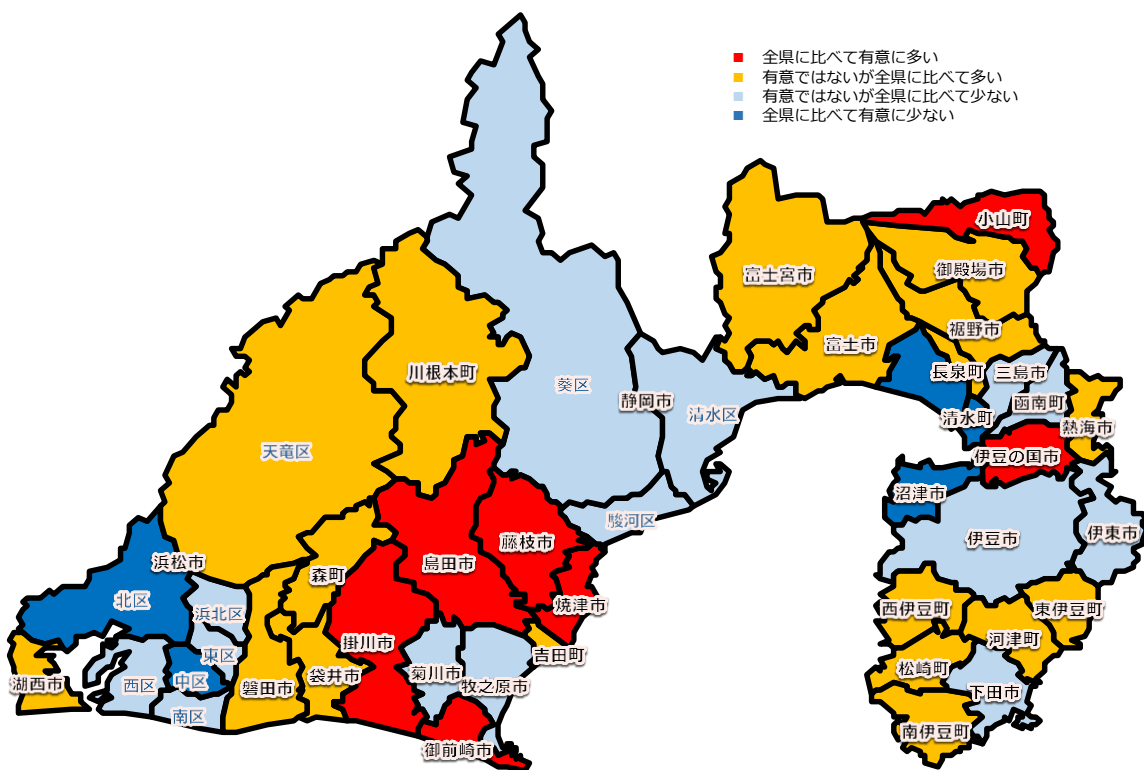 全県に比べて有意に多い
有意ではないが全県に比べて多い
有意ではないが全県に比べて少ない
全県に比べて有意に少ない
小山町
御殿場市
富士宮市
裾野市
富士市
長泉町
三島市
川根本町
葵区
静岡市
清水区
函南町
清水町
熱海市
天竜区
伊豆の国市
沼津市
駿河区
伊東市
藤枝市
伊豆市
浜松市
島田市
森町
北区
浜北区
焼津市
西伊豆町
東伊豆町
掛川市
河津町
東区
吉田町
松崎町
湖西市
西区
中区
磐田市
袋井市
菊川市
牧之原市
下田市
南区
南伊豆町
御前崎市